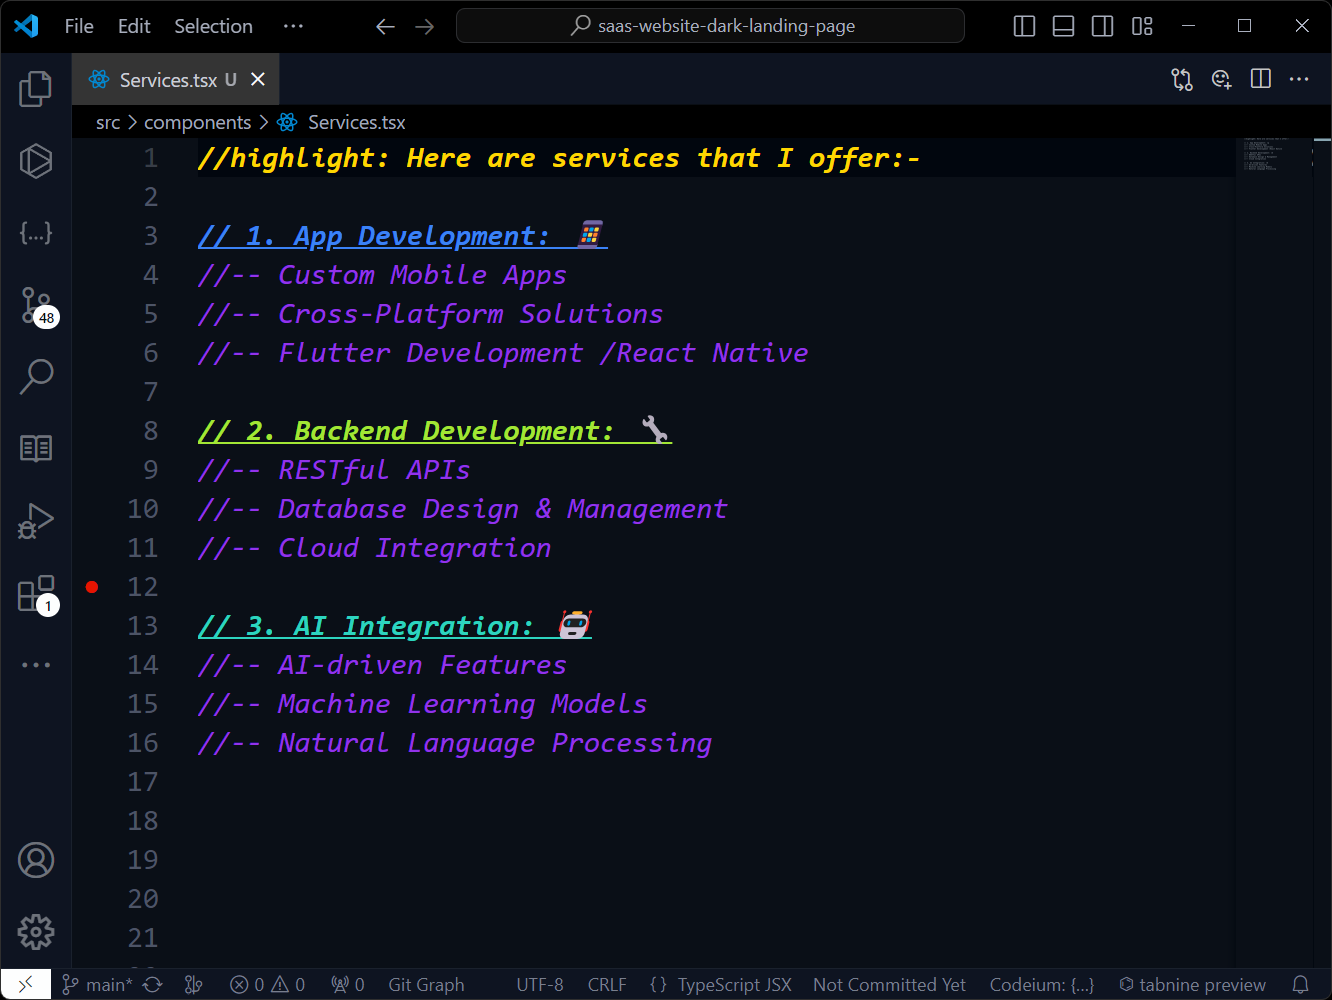 File Edit Selection ··· saas-website-dark-landing-page
Services.tsx U
src > components > Services.tsx
1 //highlight: Here are services that I offer:-
2
3 // 1. App Development: 📱
4 //-- Custom Mobile Apps
5 //-- Cross-Platform Solutions
6 //-- Flutter Development /React Native
7
8 // 2. Backend Development: 🔧
9 //-- RESTful APIs
10 //-- Database Design & Management
11 //-- Cloud Integration
12
13 // 3. AI Integration: 🤖
14 //-- AI-driven Features
15 //-- Machine Learning Models
16 //-- Natural Language Processing
17
18
19
20
21
48
1
main* 0 0 0 Git Graph UTF-8 CRLF {} TypeScript JSX Not Committed Yet Codeium: {...} tabnine preview